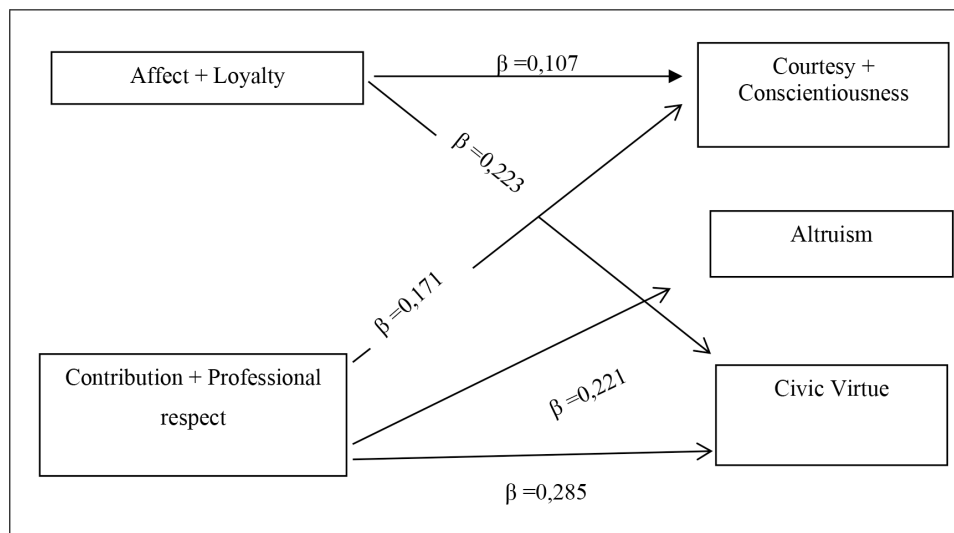 Affect + Loyalty
β =0,107
Courtesy +
Conscientiousness
β =0,223
Altruism
β =0,171
Contribution + Professional
respect
β =0,221
Civic Virtue
β =0,285